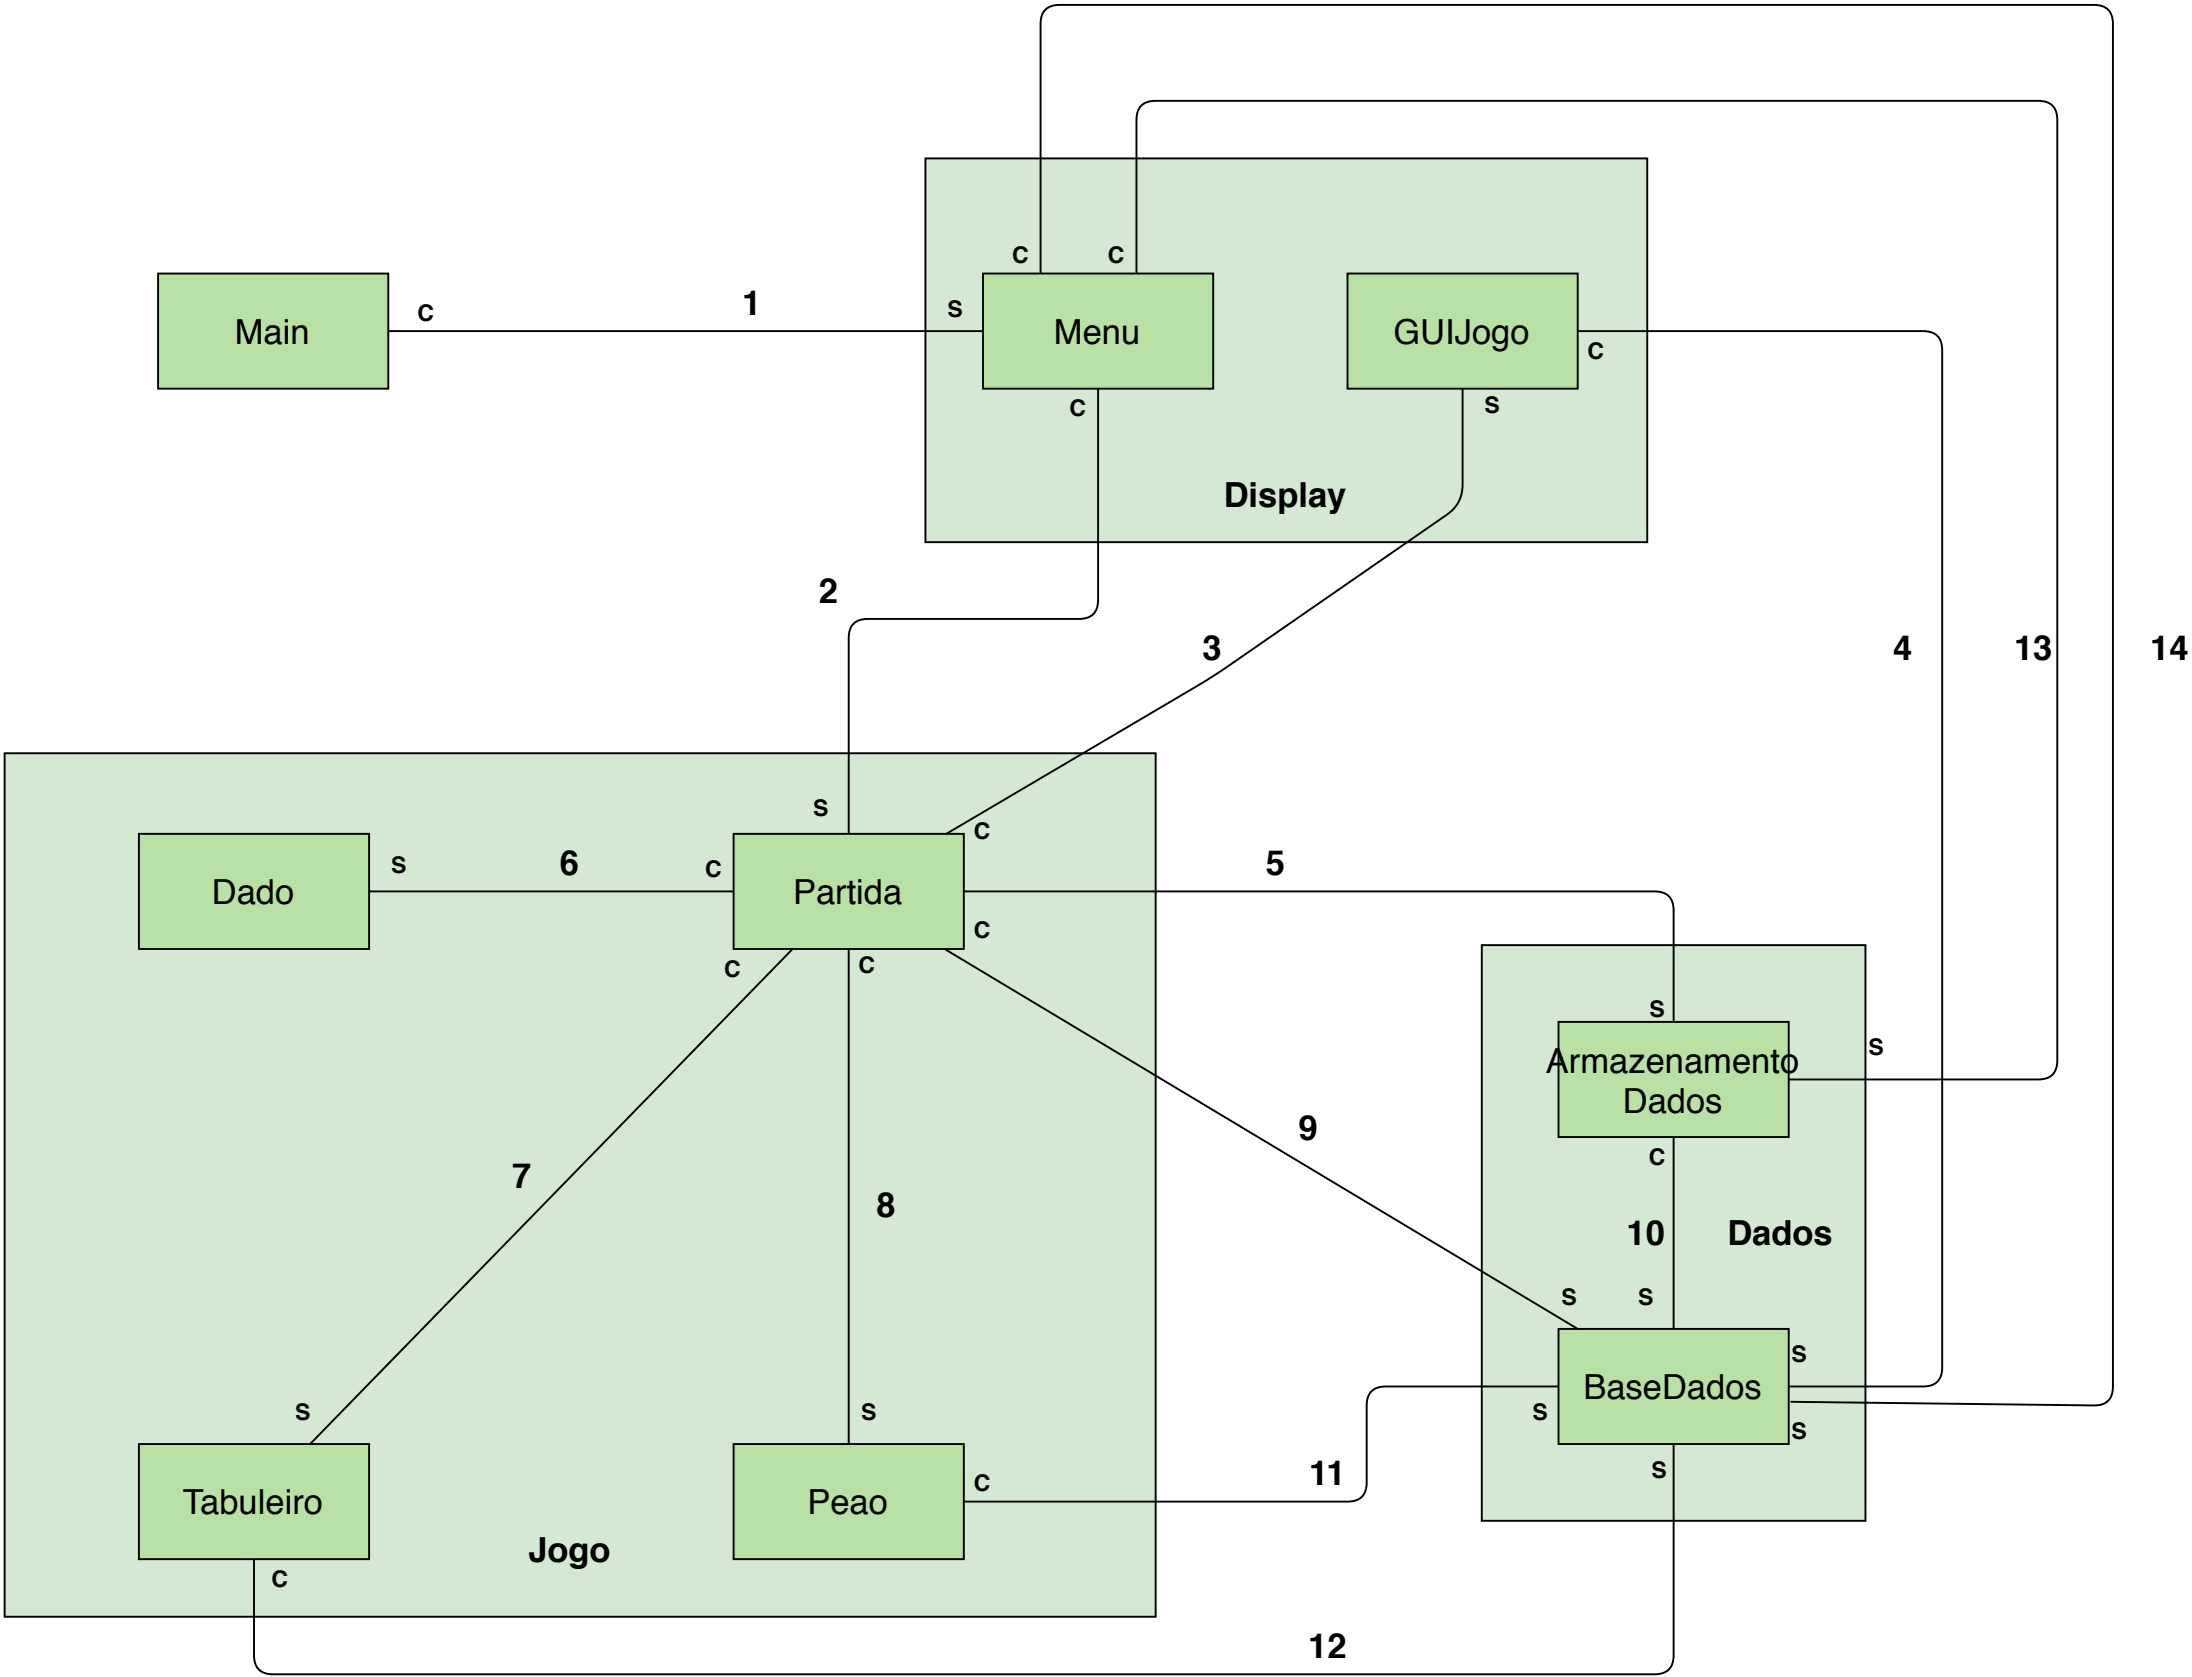 C
C
Main
C
1
S
Menu
GUIJogo
C
C
S
Display
2
3
4
13
14
S
C
Dado
S
6
C
Partida
5
C
C
C
S
Armazenamento
Dados
S
C
9
7
8
10
Dados
S
S
S
BaseDados
S
S
S
S
S
S
Tabuleiro
Peao
C
11
Jogo
C
12